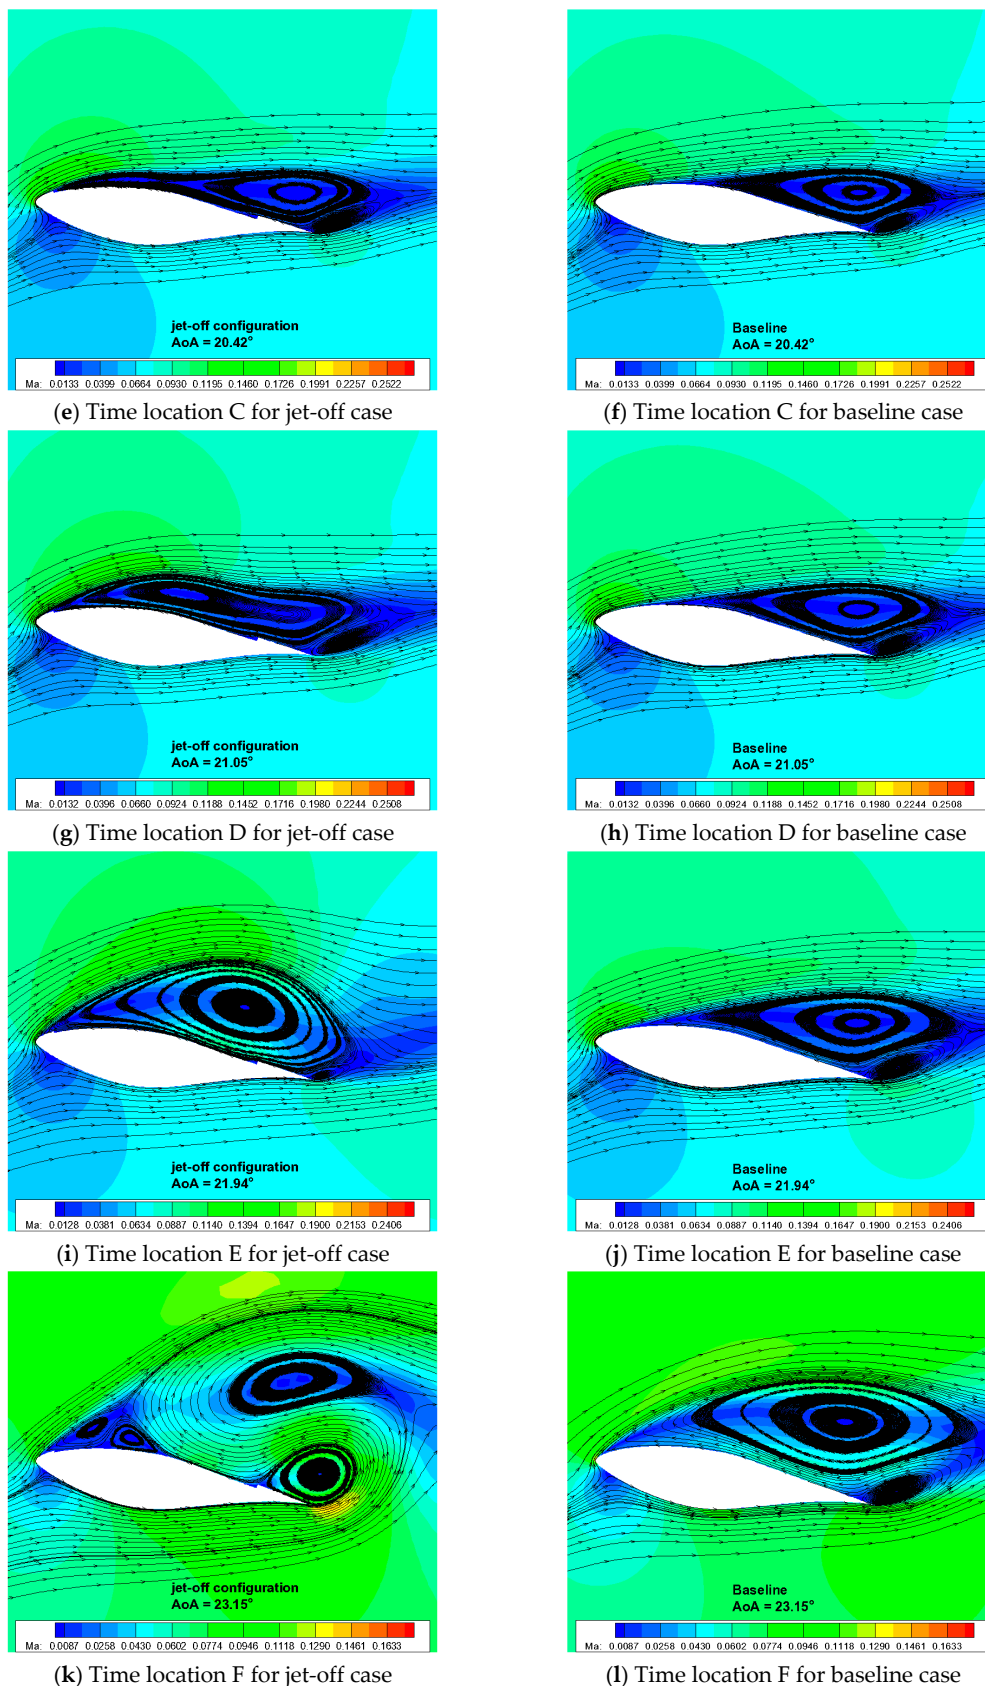 jet-off configuration
AoA = 20.42°
Ma: 0.0133 0.0399 0.0664 0.0930 0.1195 0.1460 0.1726 0.1991 0.2257 0.2522
Baseline
AoA = 20.42°
Ma: 0.0133 0.0399 0.0664 0.0930 0.1195 0.1460 0.1726 0.1991 0.2257 0.2522
(e) Time location C for jet-off case
(f) Time location C for baseline case
jet-off configuration
AoA = 21.05°
Ma: 0.0132 0.0396 0.0660 0.0924 0.1188 0.1452 0.1716 0.1980 0.2244 0.2508
Baseline
AoA = 21.05°
Ma: 0.0132 0.0396 0.0660 0.0924 0.1188 0.1452 0.1716 0.1980 0.2244 0.2508
(g) Time location D for jet-off case
(h) Time location D for baseline case
jet-off configuration
AoA = 21.94°
Ma: 0.0128 0.0381 0.0634 0.0887 0.1140 0.1394 0.1647 0.1900 0.2153 0.2406
Baseline
AoA = 21.94°
Ma: 0.0128 0.0381 0.0634 0.0887 0.1140 0.1394 0.1647 0.1900 0.2153 0.2406
(i) Time location E for jet-off case
(j) Time location E for baseline case
jet-off configuration
AoA = 23.15°
Ma: 0.0087 0.0258 0.0430 0.0602 0.0774 0.0946 0.1118 0.1290 0.1461 0.1633
Baseline
AoA = 23.15°
Ma: 0.0087 0.0258 0.0430 0.0602 0.0774 0.0946 0.1118 0.1290 0.1461 0.1633
(k) Time location F for jet-off case
(l) Time location F for baseline case